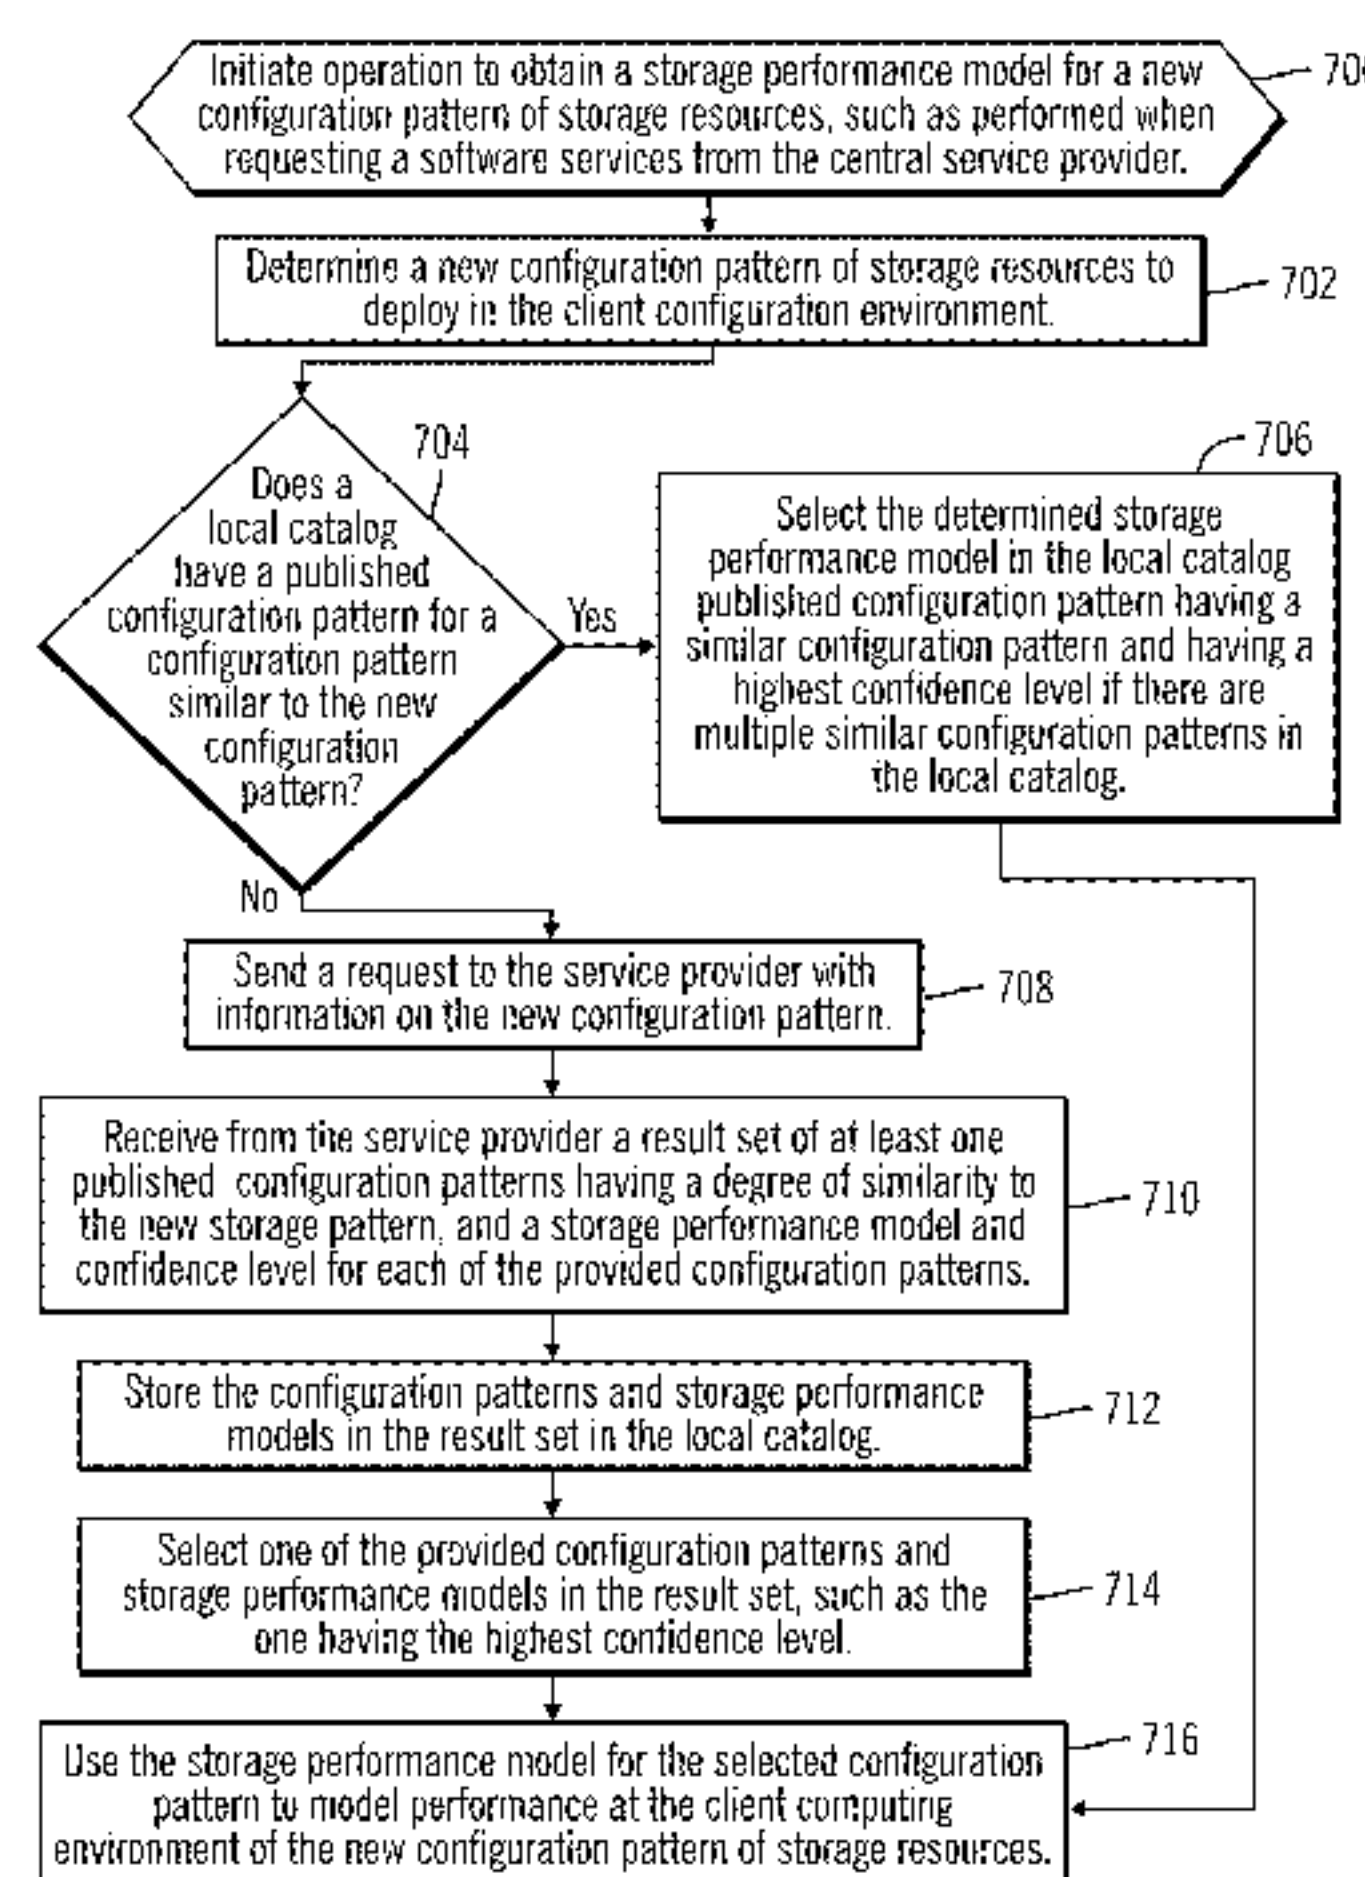 Initiate operation to obtain a storage performance model for a new
configuration pattern of storage resources, such as performed when
requesting a software services from the central service provider.
Determine a new configuration pattern of storage resources to
deploy in the client configuration environment.
702
704
Does a
local catalog
have a published
configuration pattern for a
configuration pattern
similar to the new
configuration
pattern?
Yes
No
706
Select the determined storage
performance model in the local catalog
published configuration pattern having a
similar configuration pattern and having a
highest confidence level if there are
multiple similar configuration patterns in
the local catalog.
Send a request to the service provider with
information on the new configuration pattern.
708
Receive from the service provider a result set of at least one
published configuration patterns having a degree of similarity to
the new storage pattern, and a storage performance model and
confidence level for each of the provided configuration patterns.
710
Store the configuration patterns and storage performance
models in the result set in the local catalog.
712
Select one of the provided configuration patterns and
storage performance models in the result set, such as the
one having the highest confidence level.
714
Use the storage performance model for the selected configuration
pattern to model performance at the client computing
environment of the new configuration pattern of storage resources.
716